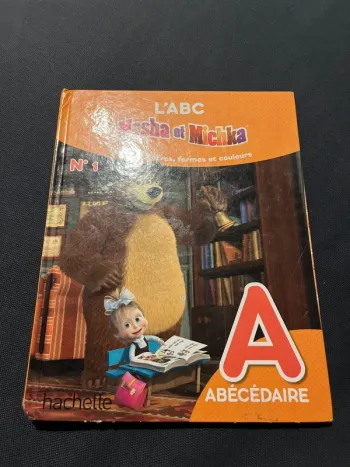 L'ABC
Masha et Michka
N° 1
formes et couleurs
A
ABÉCÉDAIRE
hachette